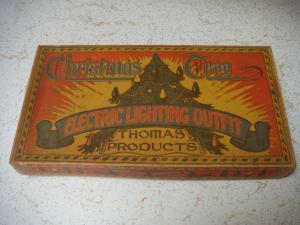 Christmas Tree
ELECTRIC LIGHTING OUTFIT
THOMAS
PRODUCTS